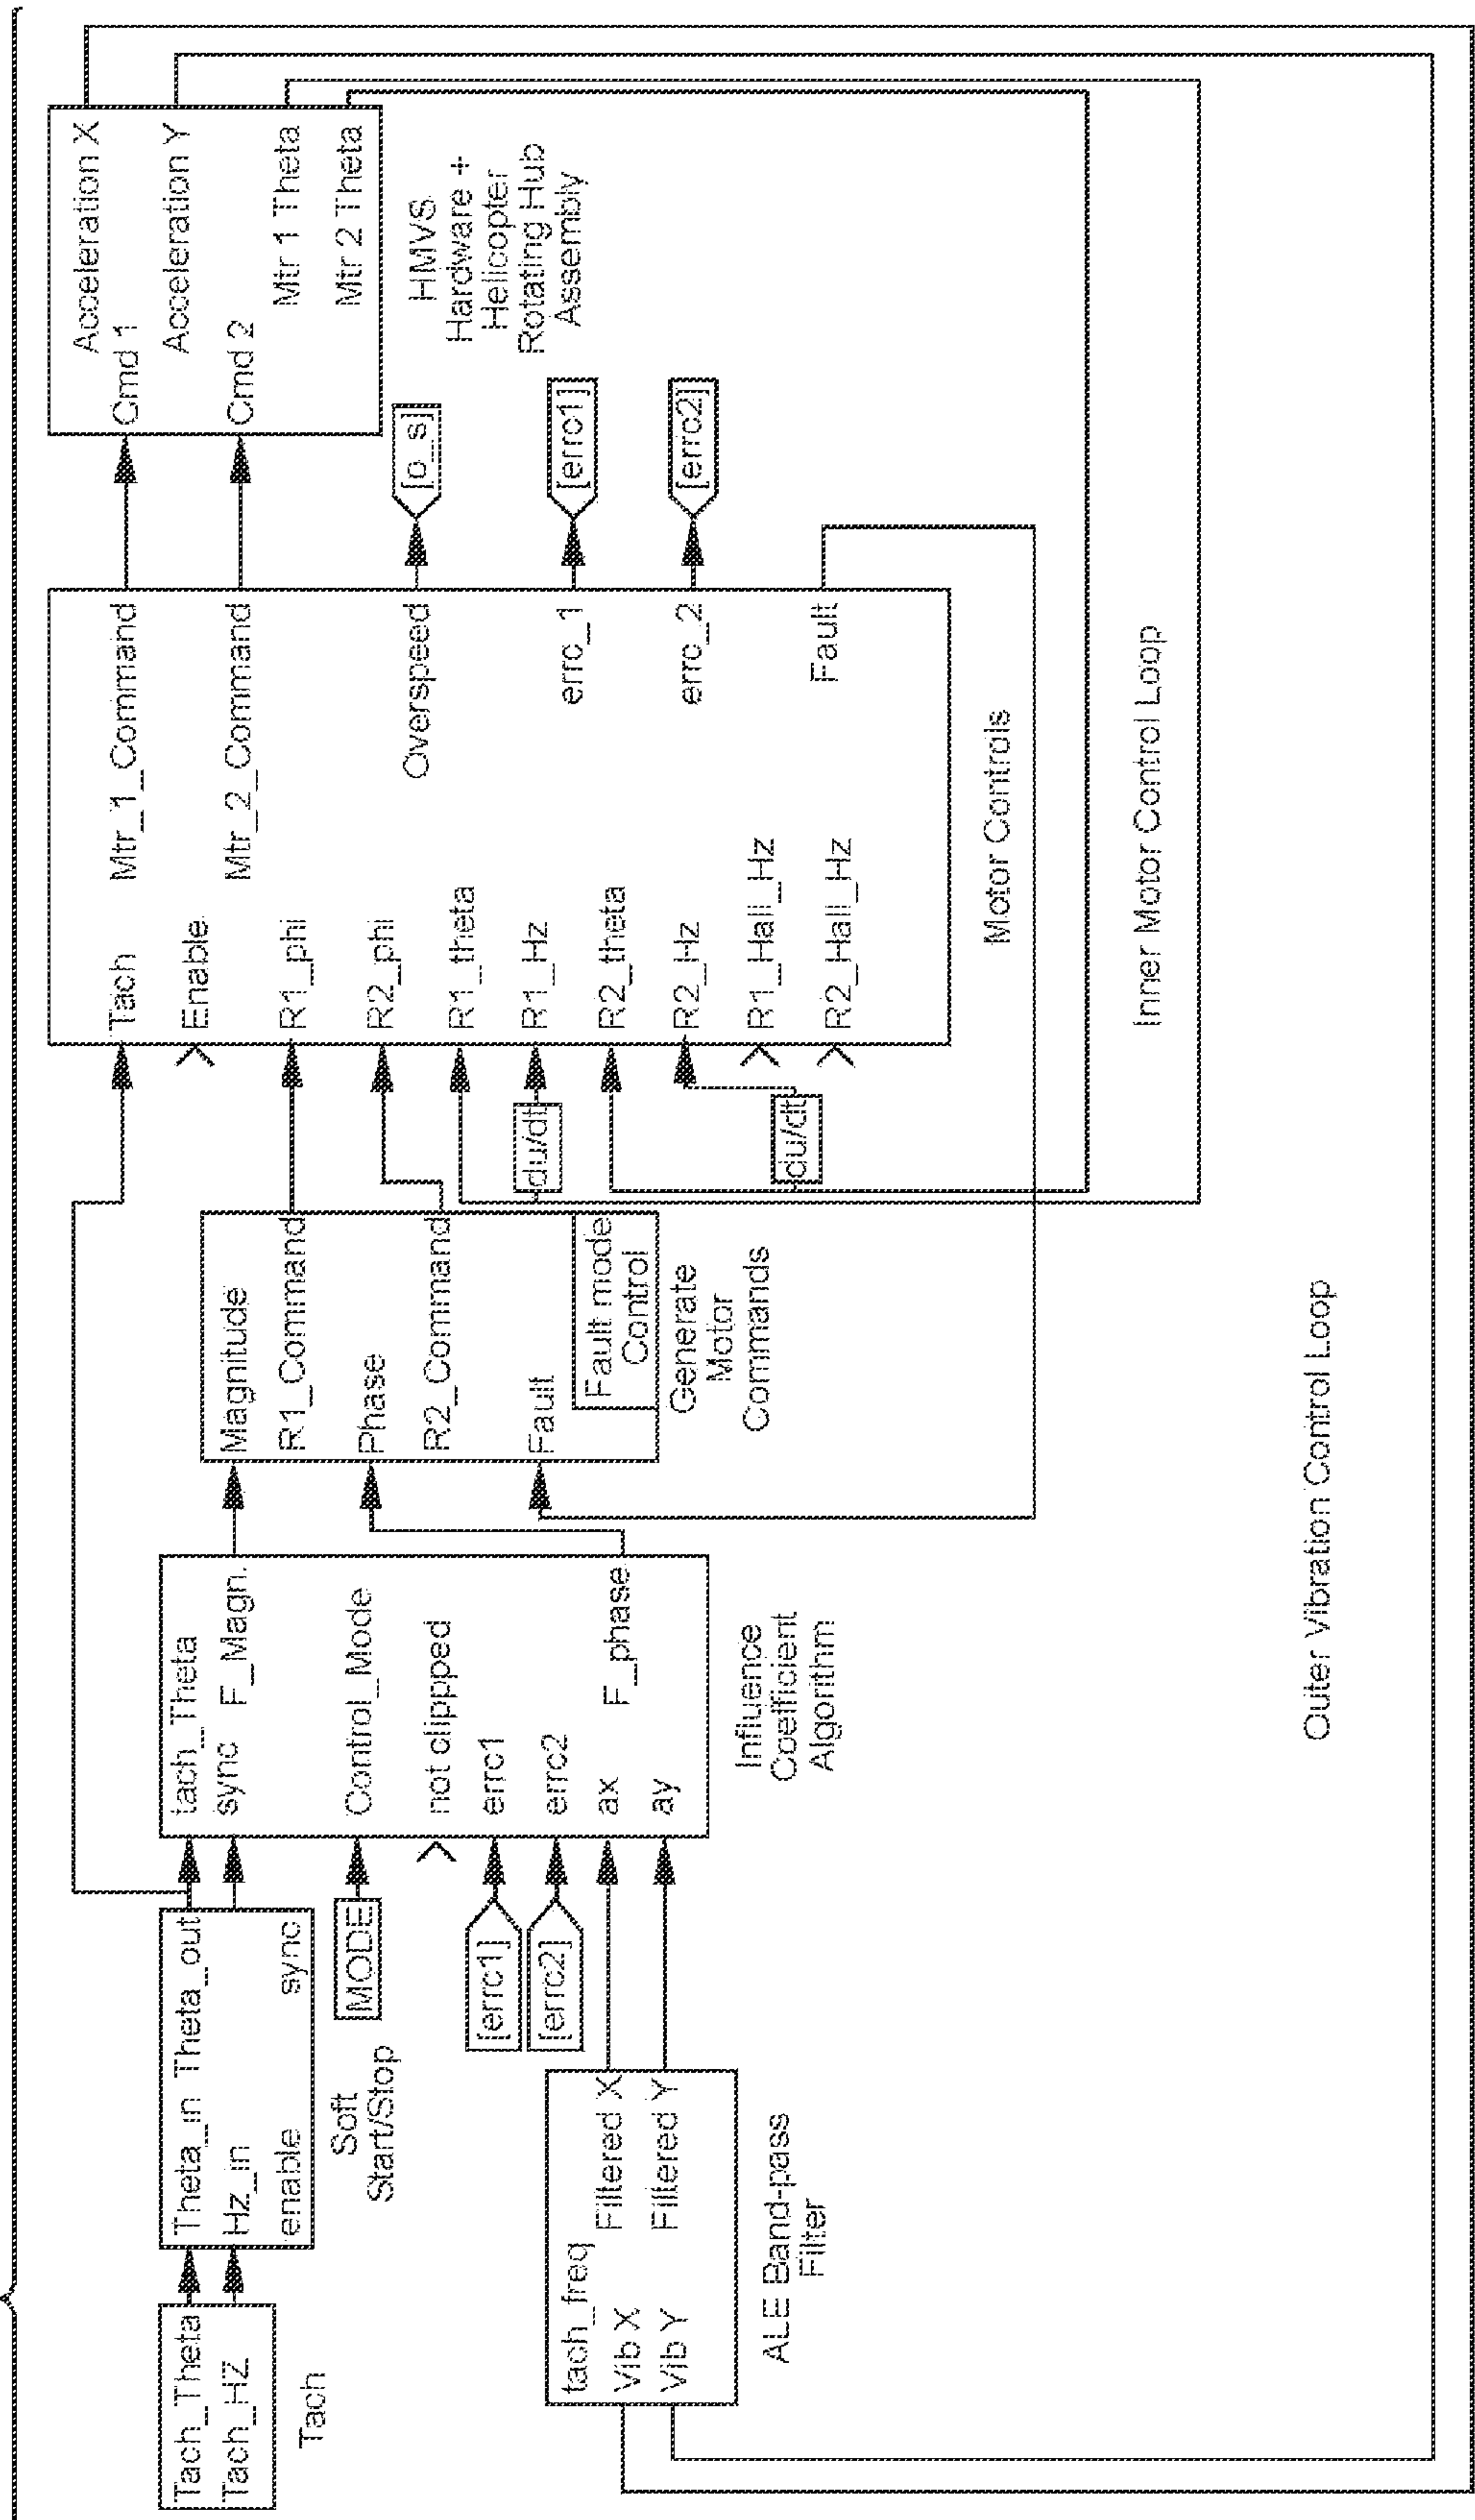 Tach_Theta
Tach_HZ
Tach
Theta_in Theta_out
Hz_in
enable sync
Soft
Start/Stop
MODE
[errc1]
[errc2]
tach_freq
Vib X Filtered X
Vib Y Filtered Y
ALE Band-pass
Filter
tach_Theta
sync F_Magn.
Control_Mode
not clippped
errc1
errc2
ax F_phase
ay
Influence
Coefficient
Algorithm
Magnitude
R1_Command
Phase
R2_Command
Fault
Fault mode
Control
Generate
Motor
Commands
du/dt
du/dt
Tach Mtr_1_Command
Enable
Mtr_2_Command
R1_phi
R2_phi
Overspeed
R1_theta
R1_Hz
errc_1
R2_theta
R2_Hz
errc_2
R1_Hall_Hz
R2_Hall_Hz
Fault
Motor Controls
Inner Motor Control Loop
[o_s]
[errc1]
[errc2]
Acceleration X
Cmd 1
Acceleration Y
Cmd 2
Mtr 1 Theta
Mtr 2 Theta
HMVS
Hardware +
Helicopter
Rotating Hub
Assembly
Outer Vibration Control Loop